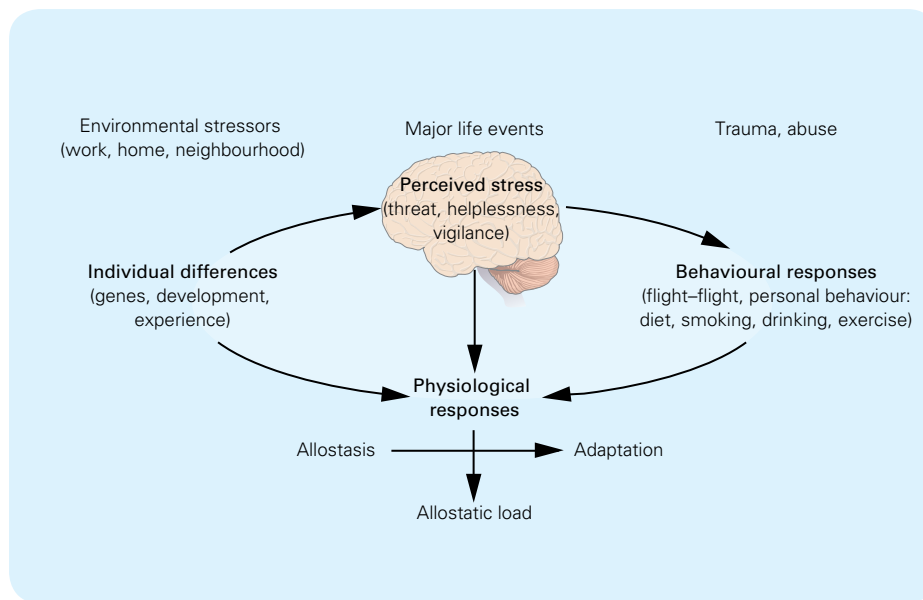 Environmental stressors
(work, home, neighbourhood)
Major life events
Trauma, abuse
Perceived stress
(threat, helplessness,
vigilance)
Individual differences
(genes, development,
experience)
Behavioural responses
(flight–flight, personal behaviour:
diet, smoking, drinking, exercise)
Physiological
responses
Allostasis
Adaptation
Allostatic load